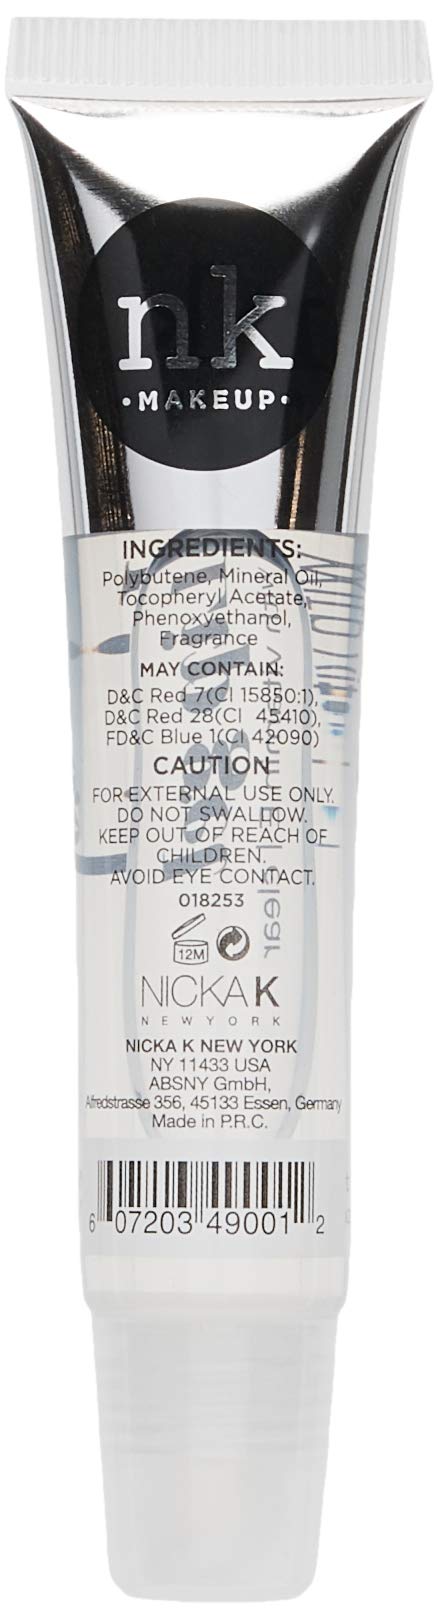 nk
•MAKEUP•
INGREDIENTS:
Polybutene, Mineral Oil,
Tocopheryl Acetate,
Phenoxyethanol,
Fragrance
MAY CONTAIN:
D&C Red 7(CI 15850:1),
D&C Red 28(CI 45410),
FD&C Blue 1(CI 42090)
CAUTION
FOR EXTERNAL USE ONLY.
DO NOT SWALLOW.
KEEP OUT OF REACH OF
CHILDREN.
AVOID EYE CONTACT.
018253
12M
NICKA K
NEW YORK
NICKA K NEW YORK
NY 11433 USA
ABSNY GmbH,
Alfredstrasse 356, 45133 Essen, Germany
Made in P.R.C.
6 07203 49001 2